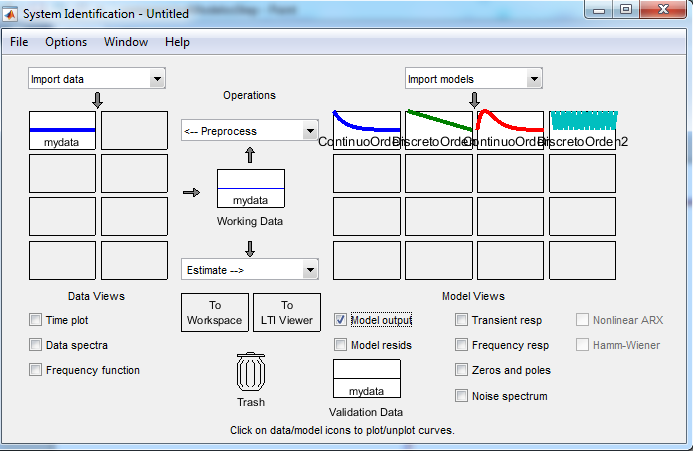 System Identification - Untitled
File Options Window Help
Import data
Import models
Operations
<-- Preprocess
mydata
ContinuoOrden
DiscretoOrden
ContinuoOrden
DiscretoOrden2
mydata
Working Data
Estimate -->
Data Views
Model Views
To
Workspace
To
LTI Viewer
Time plot
Data spectra
Frequency function
Model output
Model resids
Transient resp
Frequency resp
Zeros and poles
Noise spectrum
Nonlinear ARX
Hamm-Wiener
Trash
mydata
Validation Data
Click on data/model icons to plot/unplot curves.